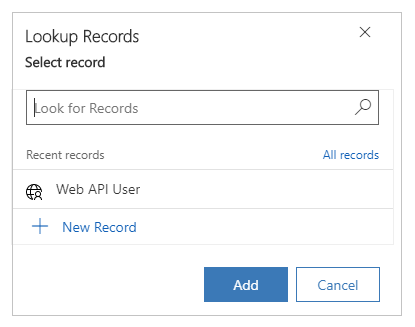 Lookup Records
Select record
Look for Records
Recent records All records
Web API User
New Record
Add Cancel